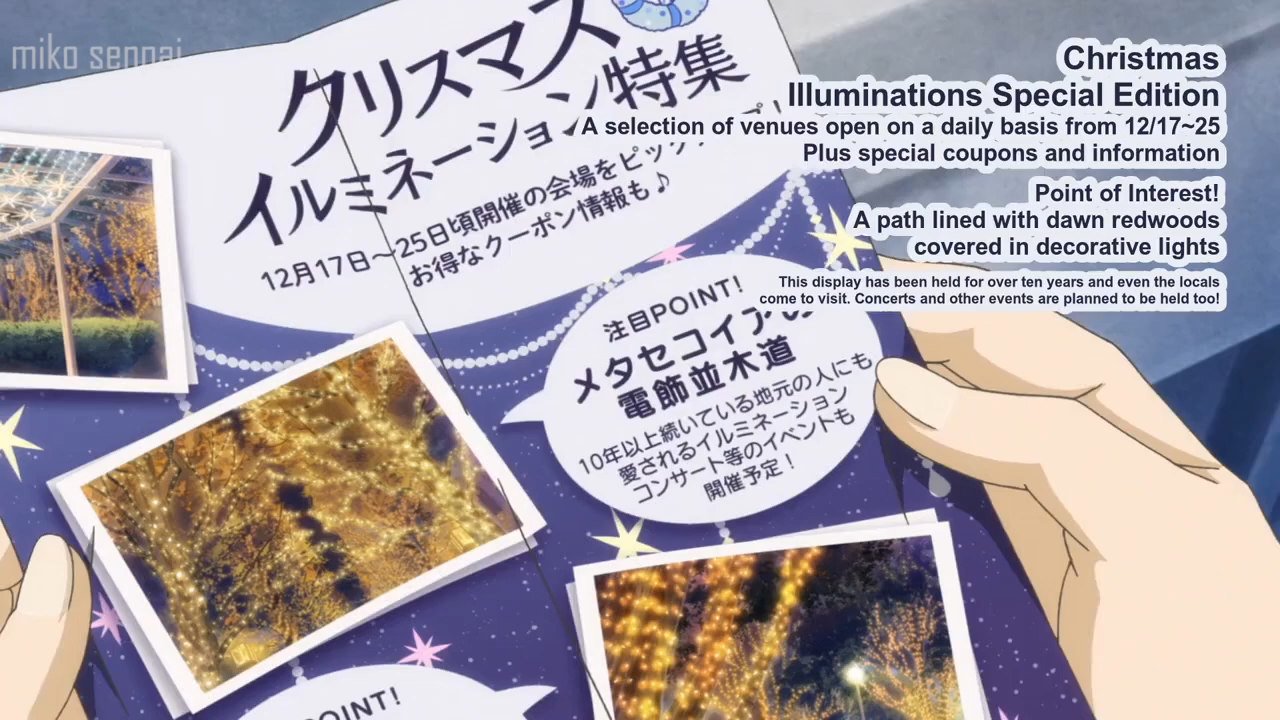 miko senpai
クリスマス
イルミネーション特集
12月17日～25日頃開催の会場をピックアップ！
お得なクーポン情報も♪
注目POINT!
メタセコイアの
電飾並木道
10年以上続いている地元の人にも
愛されるイルミネーション
コンサート等のイベントも
開催予定！
POINT!
Christmas
Illuminations Special Edition
A selection of venues open on a daily basis from 12/17~25
Plus special coupons and information
Point of Interest!
A path lined with dawn redwoods
covered in decorative lights
This display has been held for over ten years and even the locals
come to visit. Concerts and other events are planned to be held too!